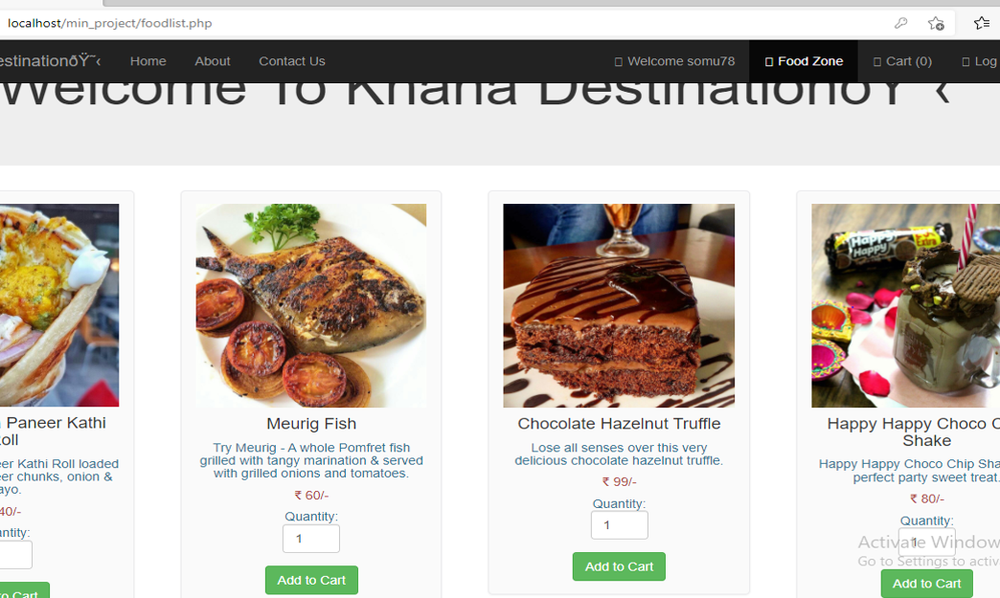 localhost/min_project/foodlist.php
estinationðŸ˜‹ Home About Contact Us Welcome somu78 Food Zone Cart (0) Log
Welcome To Khana DestinationðŸ˜‹
Paneer Kathi
oll
er Kathi Roll loaded
eer chunks, onion &
ayo.
40/-
ntity:
o Cart
Meurig Fish
Try Meurig - A whole Pomfret fish
grilled with tangy marination & served
with grilled onions and tomatoes.
₹ 60/-
Quantity:
1
Add to Cart
Chocolate Hazelnut Truffle
Lose all senses over this very
delicious chocolate hazelnut truffle.
₹ 99/-
Quantity:
1
Add to Cart
Happy
Happy
Happy Happy Choco C
Shake
Happy Happy Choco Chip Sha
perfect party sweet treat.
₹ 80/-
Quantity:
1
Add to Cart
Activate Window
Go to Settings to activ